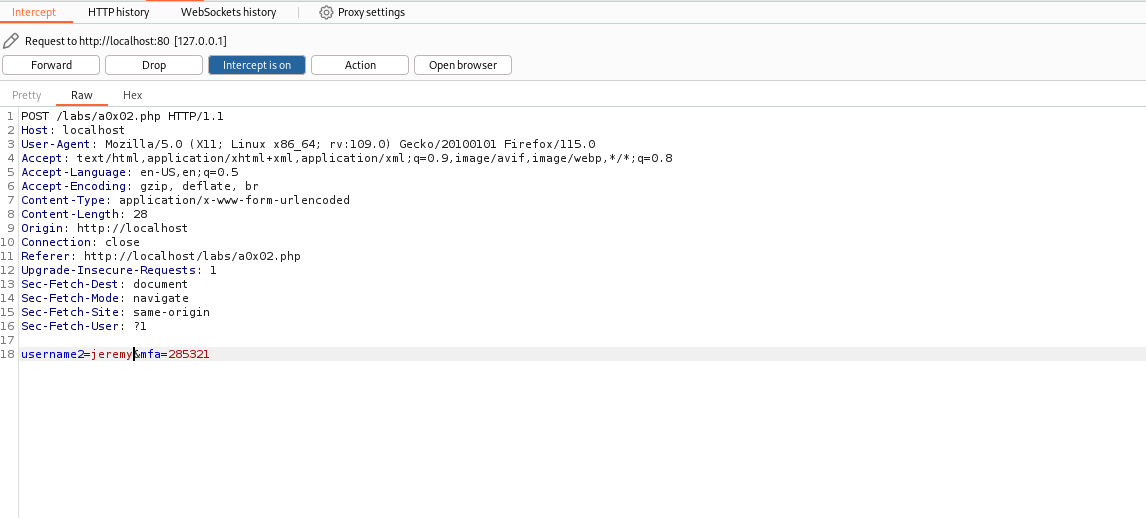 Intercept HTTP history WebSockets history Proxy settings
Request to http://localhost:80 [127.0.0.1]
Forward Drop Intercept is on Action Open browser
Pretty Raw Hex
1 POST /labs/a0x02.php HTTP/1.1
2 Host: localhost
3 User-Agent: Mozilla/5.0 (X11; Linux x86_64; rv:109.0) Gecko/20100101 Firefox/115.0
4 Accept: text/html,application/xhtml+xml,application/xml;q=0.9,image/avif,image/webp,*/*;q=0.8
5 Accept-Language: en-US,en;q=0.5
6 Accept-Encoding: gzip, deflate, br
7 Content-Type: application/x-www-form-urlencoded
8 Content-Length: 28
9 Origin: http://localhost
10 Connection: close
11 Referer: http://localhost/labs/a0x02.php
12 Upgrade-Insecure-Requests: 1
13 Sec-Fetch-Dest: document
14 Sec-Fetch-Mode: navigate
15 Sec-Fetch-Site: same-origin
16 Sec-Fetch-User: ?1
17
18 username2=jeremy&mfa=285321